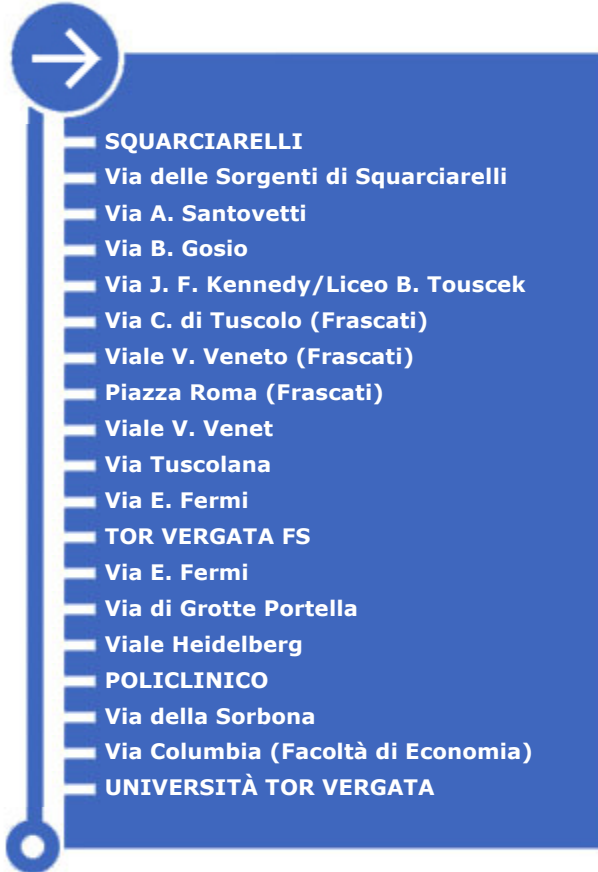 SQUARCIARELLI
Via delle Sorgenti di Squarciarelli
Via A. Santovetti
Via B. Gosio
Via J. F. Kennedy/Liceo B. Touscek
Via C. di Tuscolo (Frascati)
Viale V. Veneto (Frascati)
Piazza Roma (Frascati)
Viale V. Venet
Via Tuscolana
Via E. Fermi
TOR VERGATA FS
Via E. Fermi
Via di Grotte Portella
Viale Heidelberg
POLICLINICO
Via della Sorbona
Via Columbia (Facoltà di Economia)
UNIVERSITÀ TOR VERGATA